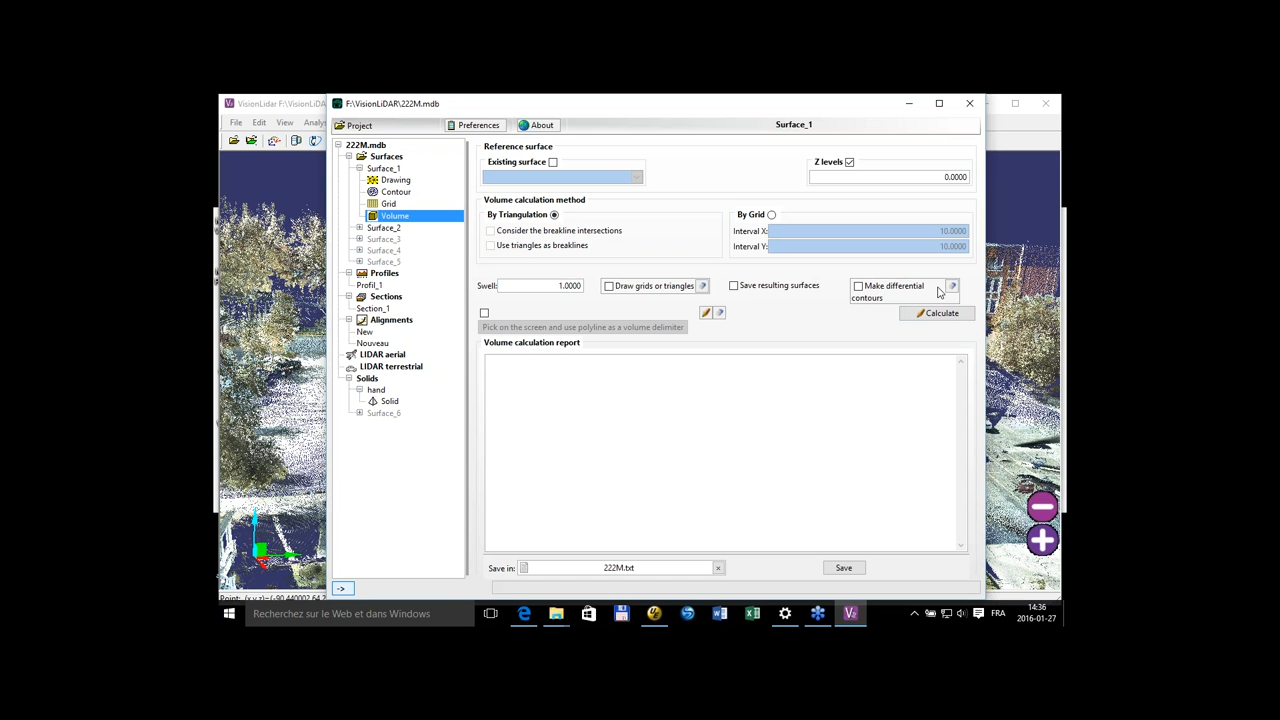 VisionLidar F:\VisionLiDA
F:\VisionLiDAR\222M.mdb
File Edit View Analys
Project
Preferences
About
Surface_1
222M.mdb
Surfaces
Surface_1
Drawing
Contour
Grid
Volume
Surface_2
Surface_3
Surface_4
Surface_5
Profiles
Profil_1
Sections
Section_1
Alignments
New
Nouveau
LIDAR aerial
LIDAR terrestrial
Solids
hand
Solid
Surface_6
->
Reference surface
Existing surface
Z levels
0.0000
Volume calculation method
By Triangulation
Consider the breakline intersections
Use triangles as breaklines
By Grid
Interval X: 10.0000
Interval Y: 10.0000
Swell: 1.0000
Draw grids or triangles
Save resulting surfaces
Make differential
contours
Pick on the screen and use polyline as a volume delimiter
Calculate
Volume calculation report
Save in: 222M.txt
Save
Recherchez sur le Web et dans Windows
FRA
14:36
2016-01-27